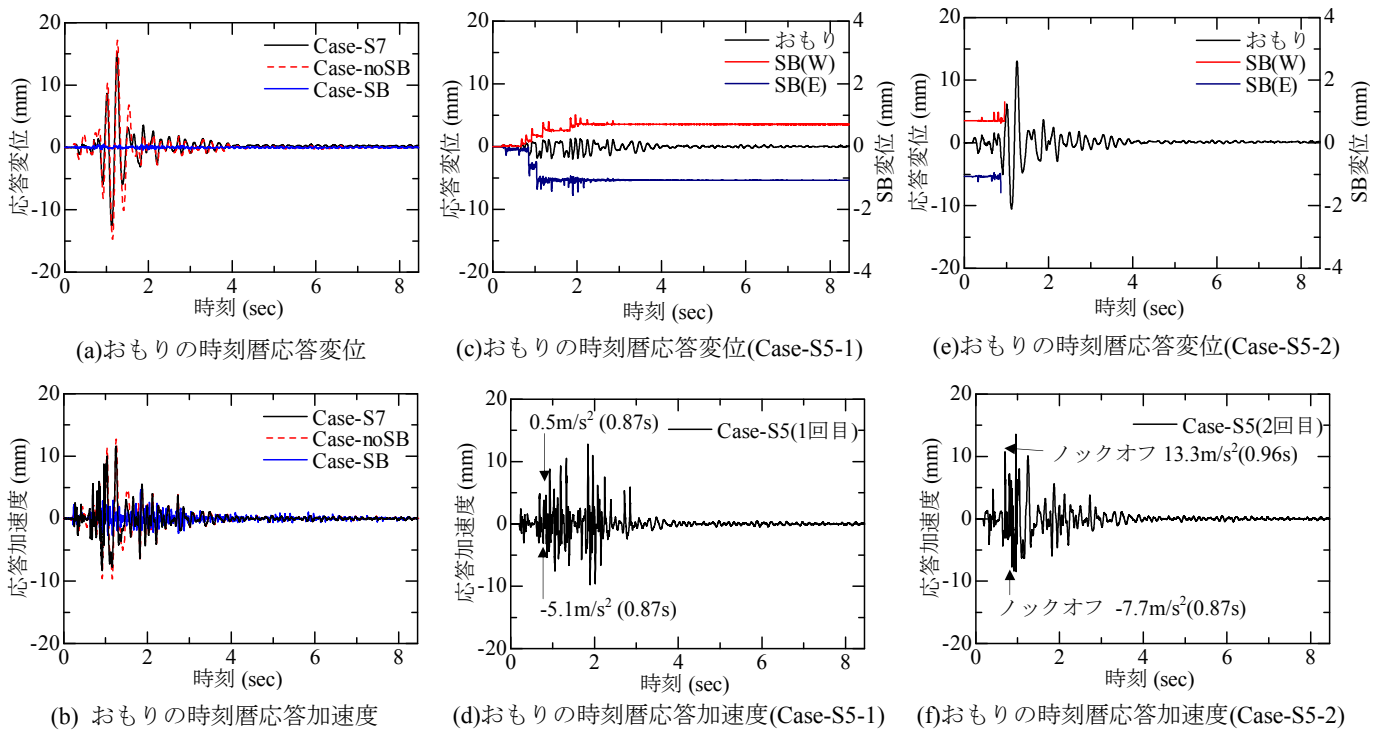 20
10
0
-10
-20
応答変位 (mm)
Case-S7
Case-noSB
Case-SB
0 2 4 6 8
時刻 (sec)
(a)おもりの時刻暦応答変位
20
10
0
-10
-20
応答変位 (mm)
おもり
SB(W)
SB(E)
4
2
0
-2
-4
SB変位 (mm)
0 2 4 6 8
時刻 (sec)
(c)おもりの時刻暦応答変位(Case-S5-1)
20
10
0
-10
-20
応答変位 (mm)
おもり
SB(W)
SB(E)
4
2
0
-2
-4
SB変位 (mm)
0 2 4 6 8
時刻 (sec)
(e)おもりの時刻暦応答変位(Case-S5-2)
20
10
0
-10
-20
応答加速度 (mm)
Case-S7
Case-noSB
Case-SB
0 2 4 6 8
時刻 (sec)
(b) おもりの時刻暦応答加速度
20
10
0
-10
-20
応答加速度 (mm)
0.5m/s² (0.87s)
Case-S5(1回目)
-5.1m/s² (0.87s)
0 2 4 6 8
時刻 (sec)
(d)おもりの時刻暦応答加速度(Case-S5-1)
20
10
0
-10
-20
応答加速度 (mm)
Case-S5(2回目)
ノックオフ 13.3m/s²(0.96s)
ノックオフ -7.7m/s²(0.87s)
0 2 4 6 8
時刻 (sec)
(f)おもりの時刻暦応答加速度(Case-S5-2)